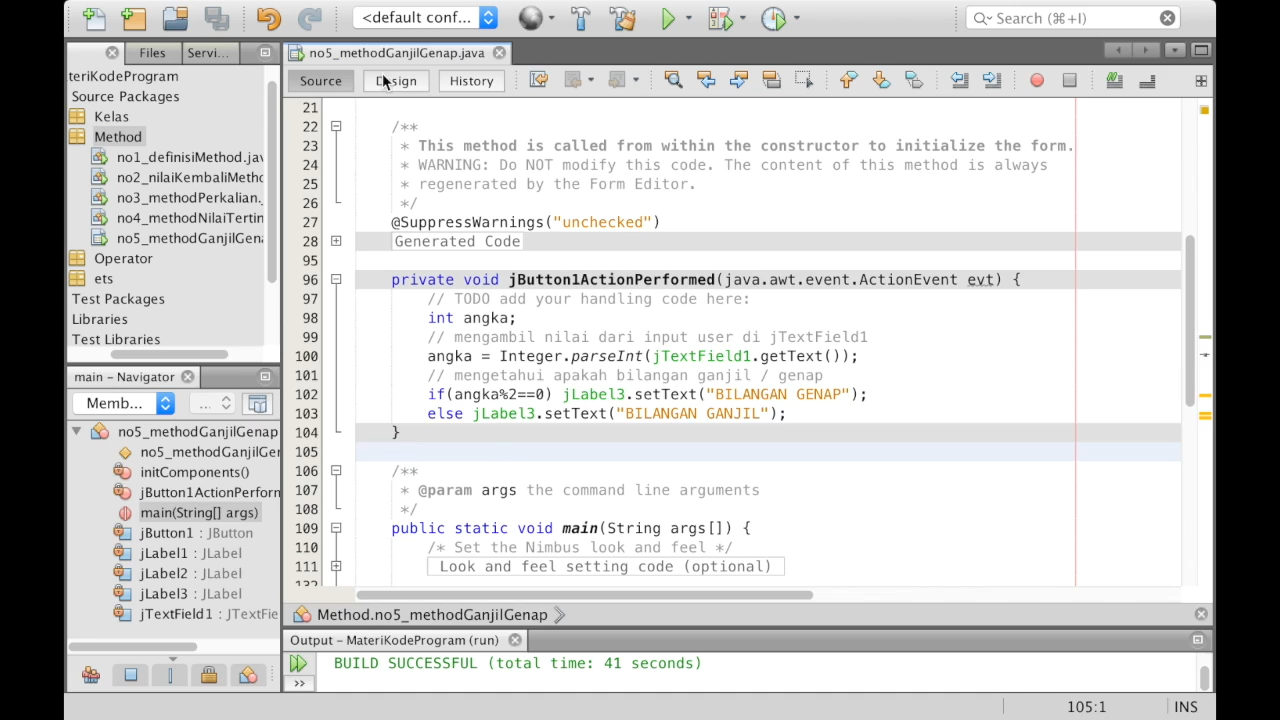 <default conf...
Search (⌘+I)
Files
Servi...
no5_methodGanjilGenap.java
teriKodeProgram
Source Packages
Kelas
Method
no1_definisiMethod.jav
no2_nilaiKembaliMetho
no3_methodPerkalian.
no4_methodNilaiTertin
no5_methodGanjilGena
Operator
ets
Test Packages
Libraries
Test Libraries
Source
Design
History
21
22 /**
23 * This method is called from within the constructor to initialize the form.
24 * WARNING: Do NOT modify this code. The content of this method is always
25 * regenerated by the Form Editor.
26 */
27 @SuppressWarnings("unchecked")
28 Generated Code
95
96 private void jButton1ActionPerformed(java.awt.event.ActionEvent evt) {
97 // TODO add your handling code here:
98 int angka;
99 // mengambil nilai dari input user di jTextField1
100 angka = Integer.parseInt(jTextField1.getText());
101 // mengetahui apakah bilangan ganjil / genap
102 if(angka%2==0) jLabel3.setText("BILANGAN GENAP");
103 else jLabel3.setText("BILANGAN GANJIL");
104 }
105
106 /**
107 * @param args the command line arguments
108 */
109 public static void main(String args[]) {
110 /* Set the Nimbus look and feel */
111 Look and feel setting code (optional)
132
main – Navigator
Memb...
...
no5_methodGanjilGenap
no5_methodGanjilGer
initComponents()
jButton1ActionPerforn
main(String[] args)
jButton1 : JButton
jLabel1 : JLabel
jLabel2 : JLabel
jLabel3 : JLabel
jTextField1 : JTextFie
Method.no5_methodGanjilGenap
Output – MateriKodeProgram (run)
BUILD SUCCESSFUL (total time: 41 seconds)
>>
105:1
INS